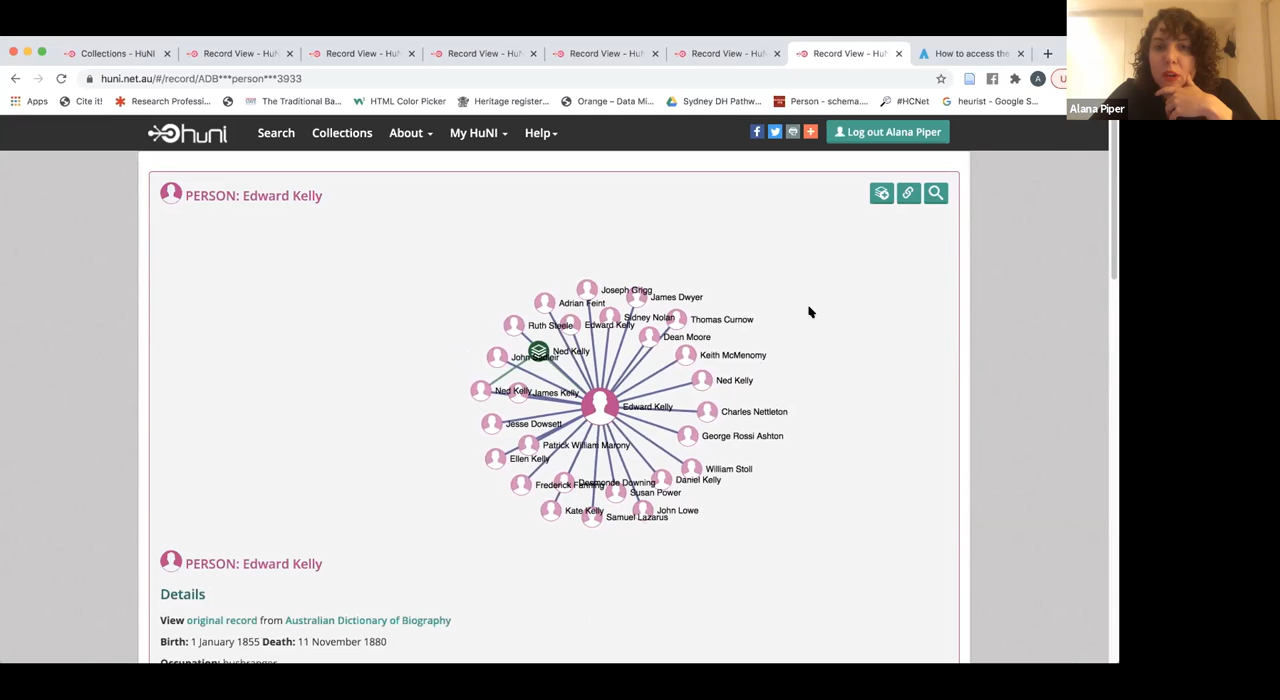 Collections - HuNI
Record View - Hu
Record View - Hu
Record View - Hu
Record View - Hu
Record View - Hu
Record View - Hu
How to access the
huni.net.au/#/record/ADB***person***3933
A
U
Apps
Cite it!
Research Professi...
The Traditional Ba...
HTML Color Picker
Heritage register...
Orange – Data Mi...
Sydney DH Pathw...
Person - schema....
#HCNet
heurist - Google S...
Alana Piper
huni
Search
Collections
About
My HuNI
Help
Log out Alana Piper
PERSON: Edward Kelly
Joseph Grigg
Adrian Feint
James Dwyer
Sidney Nolan
Thomas Curnow
Ruth Steele
Edward Kelly
Dean Moore
Ned Kelly
John Sadleir
Keith McMenomy
Ned Kelly
Ned Kelly
James Kelly
Edward Kelly
Charles Nettleton
Jesse Dowsett
George Rossi Ashton
Patrick William Marony
Ellen Kelly
William Stoll
Daniel Kelly
Frederick Fanning
Desmonde Downing
Susan Power
Kate Kelly
Samuel Lazarus
John Lowe
PERSON: Edward Kelly
Details
View original record from Australian Dictionary of Biography
Birth: 1 January 1855 Death: 11 November 1880
Occupation: bushranger